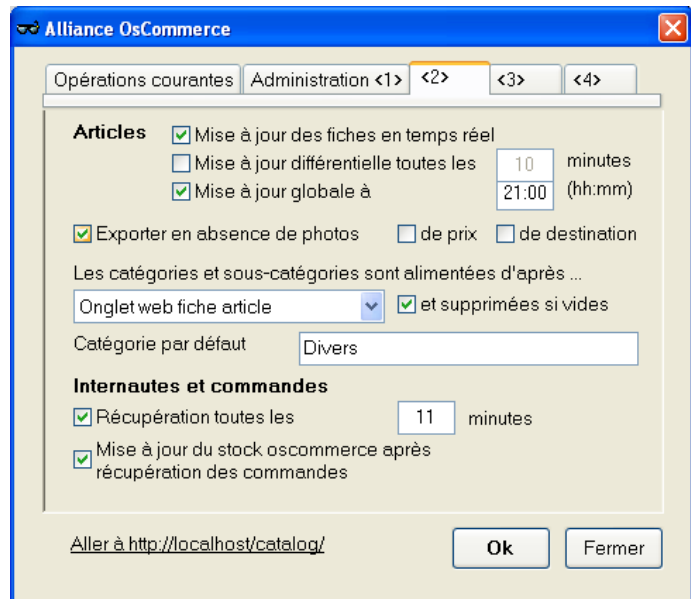 Alliance OsCommerce
Opérations courantes Administration <1> <2> <3> <4>
Articles Mise à jour des fiches en temps réel
Mise à jour différentielle toutes les 10 minutes
Mise à jour globale à 21:00 (hh:mm)
Exporter en absence de photos de prix de destination
Les catégories et sous-catégories sont alimentées d'après ...
Onglet web fiche article et supprimées si vides
Catégorie par défaut Divers
Internautes et commandes
Récupération toutes les 11 minutes
Mise à jour du stock oscommerce après
récupération des commandes
Aller à http://localhost/catalog/ Ok Fermer